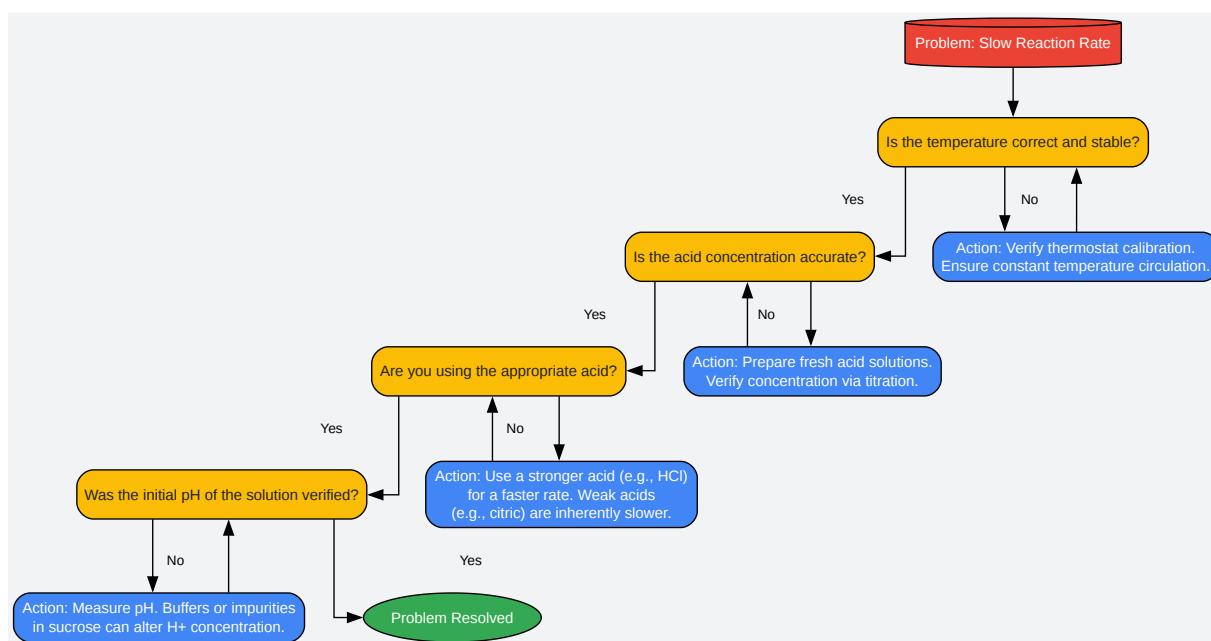 Problem: Slow Reaction Rate
Is the temperature correct and stable?
Yes
No
Is the acid concentration accurate?
Action: Verify thermostat calibration.
Ensure constant temperature circulation.
Yes
No
Are you using the appropriate acid?
Action: Prepare fresh acid solutions.
Verify concentration via titration.
Yes
No
Was the initial pH of the solution verified?
Action: Use a stronger acid (e.g., HCl)
for a faster rate. Weak acids
(e.g., citric) are inherently slower.
No
Yes
Action: Measure pH. Buffers or impurities
in sucrose can alter H+ concentration.
Problem Resolved